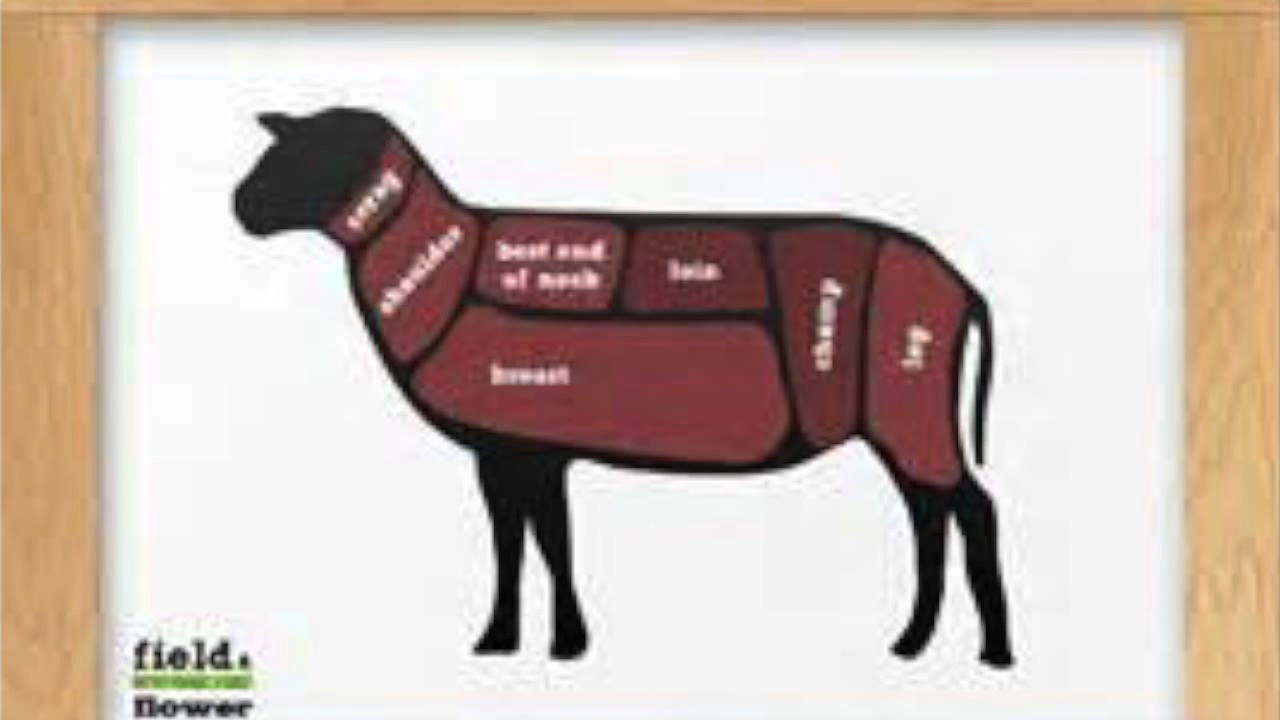 scrag
shoulder
best end
of neck
loin
chump
leg
breast
field &
flower